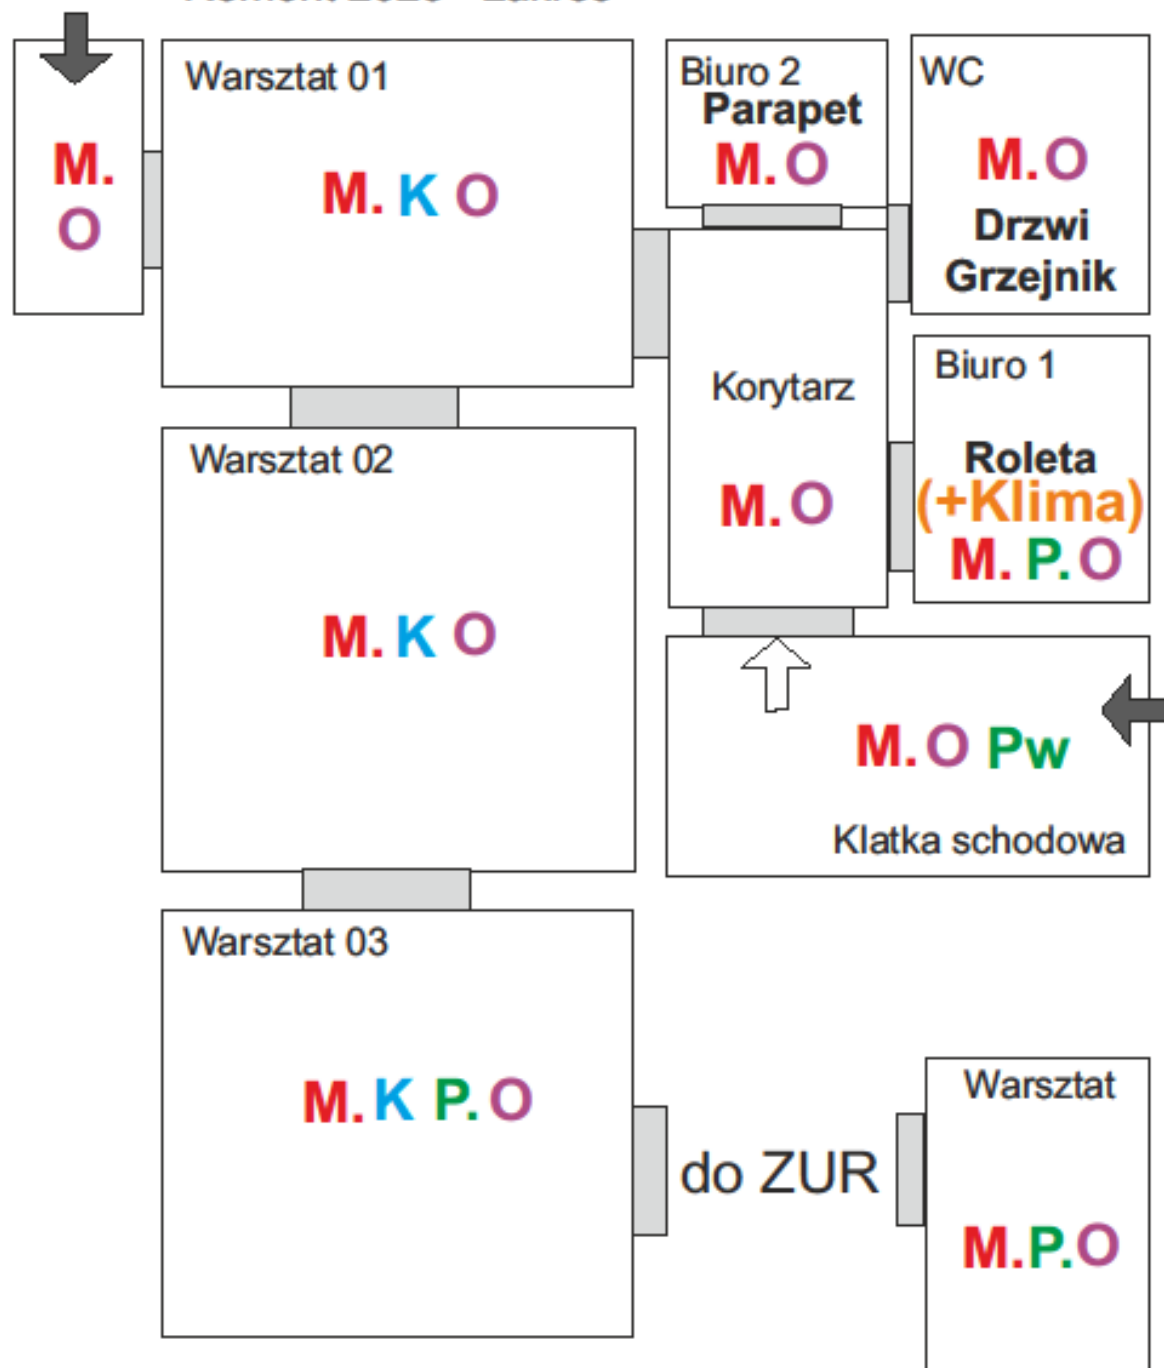 M.
O
Warsztat 01
M. K O
Biuro 2
Parapet
M. O
WC
M. O
Drzwi
Grzejnik
Korytarz
M. O
Biuro 1
Roleta
(+Klima)
M. P. O
Warsztat 02
M. K O
M. O Pw
Klatka schodowa
Warsztat 03
M. K P. O
do ZUR
Warsztat
M.P.O